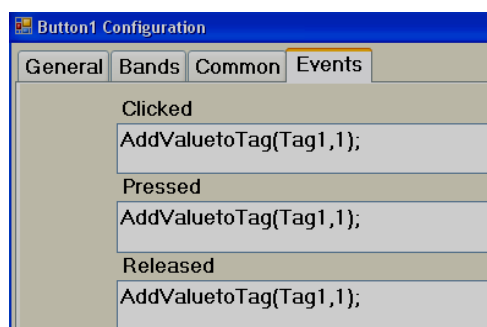 Button1 Configuration
General Bands Common Events
Clicked
AddValuetoTag(Tag1,1);
Pressed
AddValuetoTag(Tag1,1);
Released
AddValuetoTag(Tag1,1);